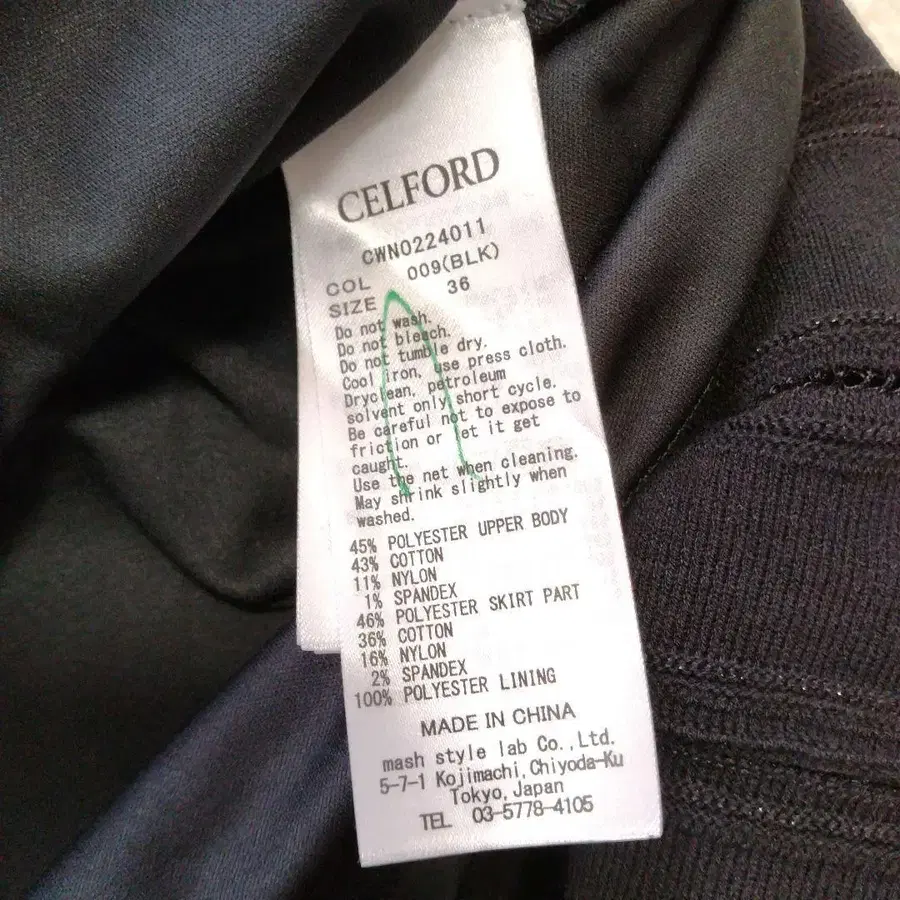 CELFORD
CWNO224011
COL 009(BLK)
SIZE 36
Do not wash.
Do not bleach.
Do not tumble dry.
Cool iron, use press cloth.
Dryclean, petroleum
solvent only short cycle.
Be careful not to expose to
friction or let it get
caught.
Use the net when cleaning.
May shrink slightly when
washed.
45% POLYESTER UPPER BODY
43% COTTON
11% NYLON
1% SPANDEX
46% POLYESTER SKIRT PART
36% COTTON
16% NYLON
2% SPANDEX
100% POLYESTER LINING
MADE IN CHINA
mash style lab Co.,Ltd.
5-7-1 Kojimachi,Chiyoda-Ku
Tokyo,Japan
TEL 03-5778-4105